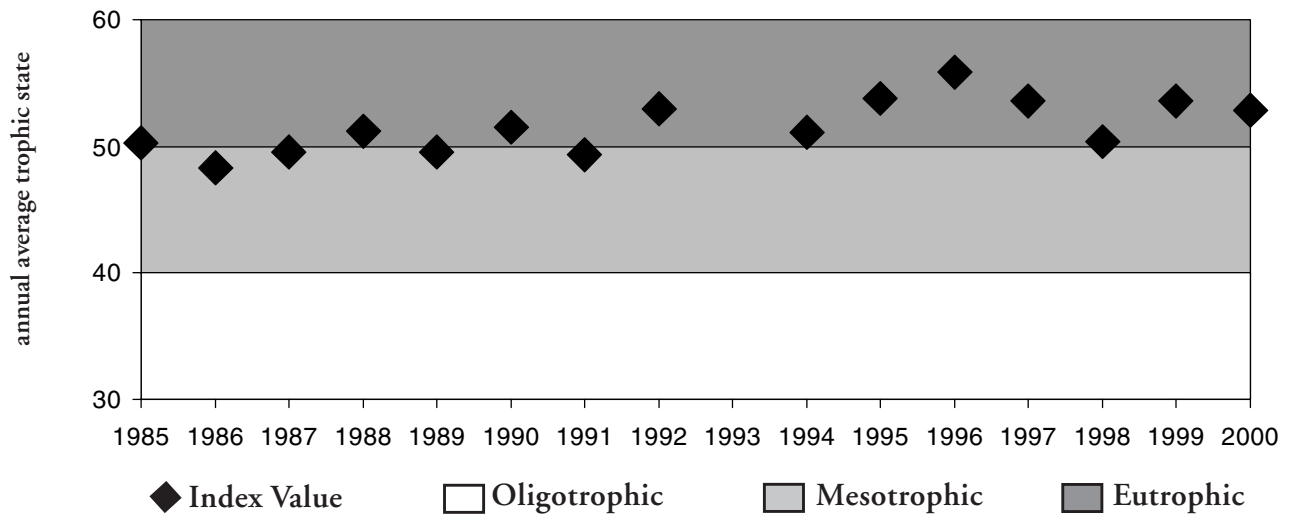 60
annual average trophic state
50
40
30
1985 1986 1987 1988 1989 1990 1991 1992 1993 1994 1995 1996 1997 1998 1999 2000
Index Value Oligotrophic Mesotrophic Eutrophic